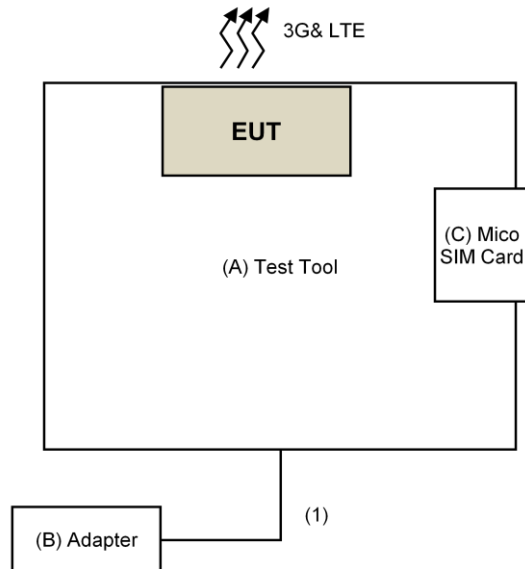 3G& LTE
EUT
(C) Mico
SIM Card
(A) Test Tool
(1)
(B) Adapter